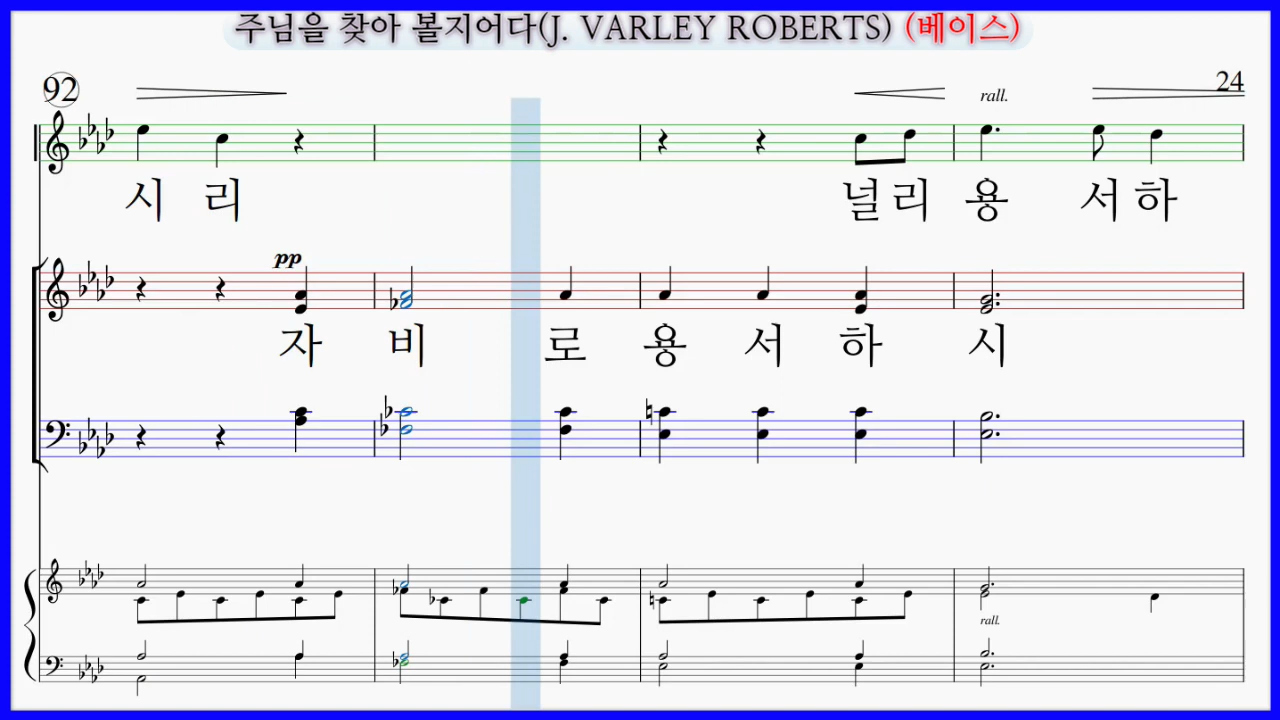 주님을 찾아 볼지어다(J. VARLEY ROBERTS) (베이스)
92
24
rall.
시 리 널 리 용 서 하
pp
자 비 로 용 서 하 시
rall.